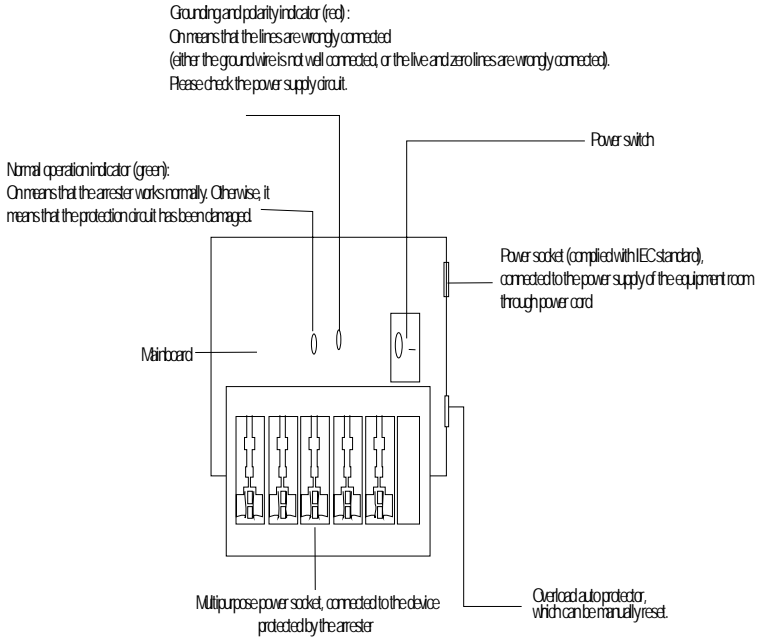 Grounding and polarity indicator (red) :
On means that the lines are wrongly connected
(either the ground wire is not well connected, or the live and zero lines are wrongly connected).
Please check the power supply circuit.
Power switch
Normal operation indicator (green):
On means that the arrester works normally. Otherwise, it
means that the protection circuit has been damaged.
Power socket (complied with IEC standard),
connected to the power supply of the equipment room
through power cord
Mainboard
Multipurpose power socket, connected to the device
protected by the arrester
Overload auto protector,
which can be manually reset.